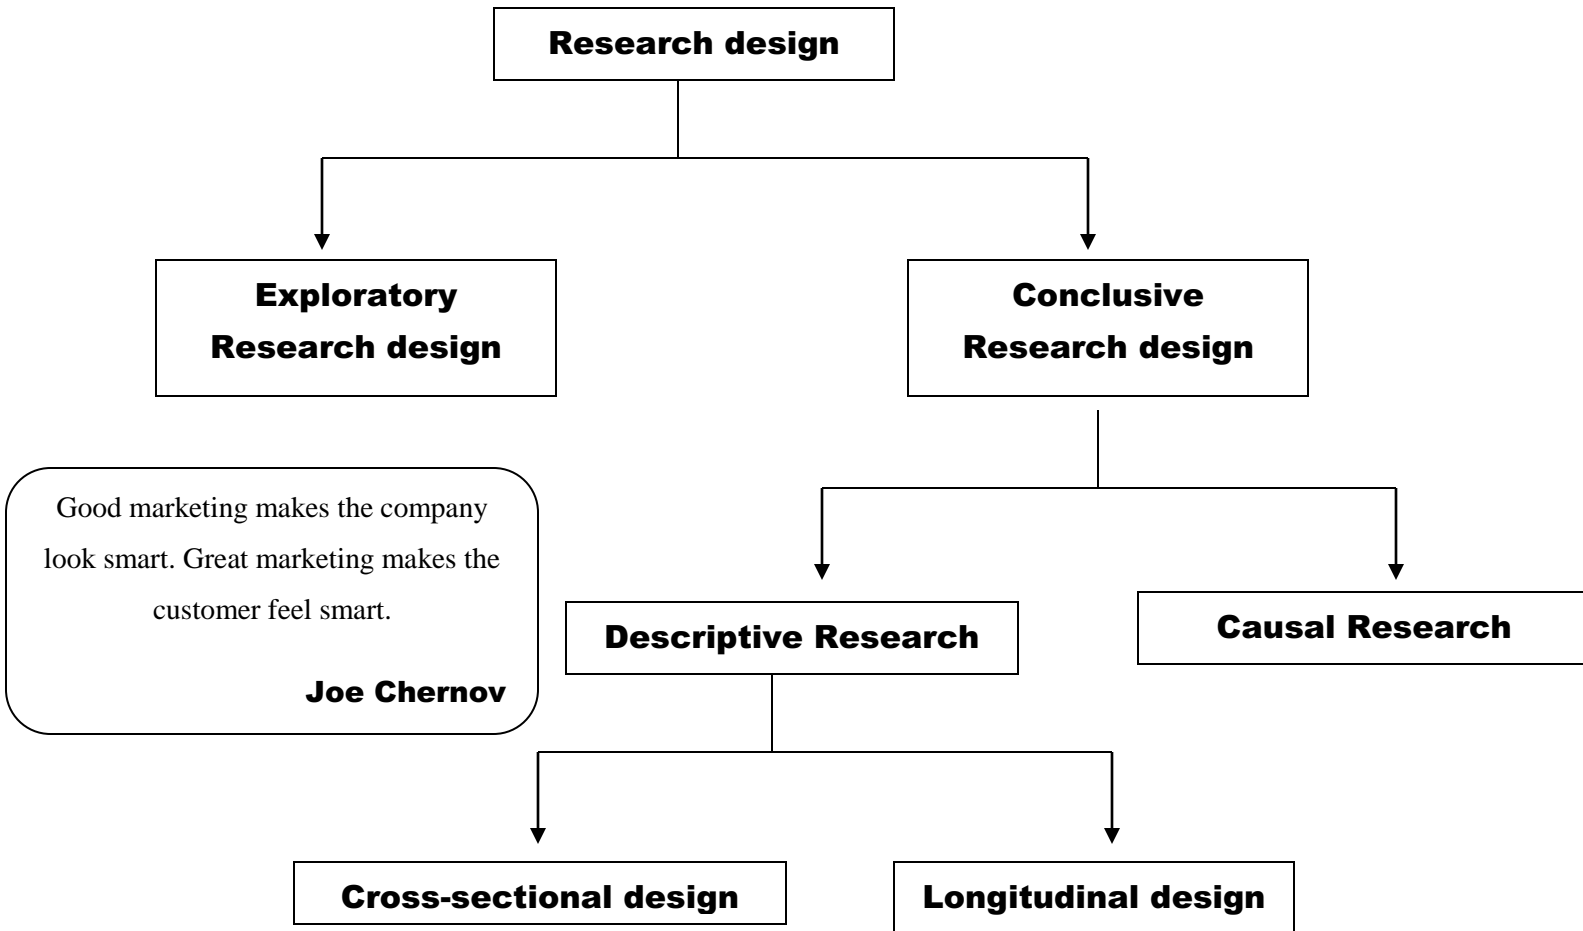 Research design
Exploratory
Research design
Conclusive
Research design
Good marketing makes the company
look smart. Great marketing makes the
customer feel smart.
Joe Chernov
Descriptive Research
Causal Research
Cross-sectional design
Longitudinal design